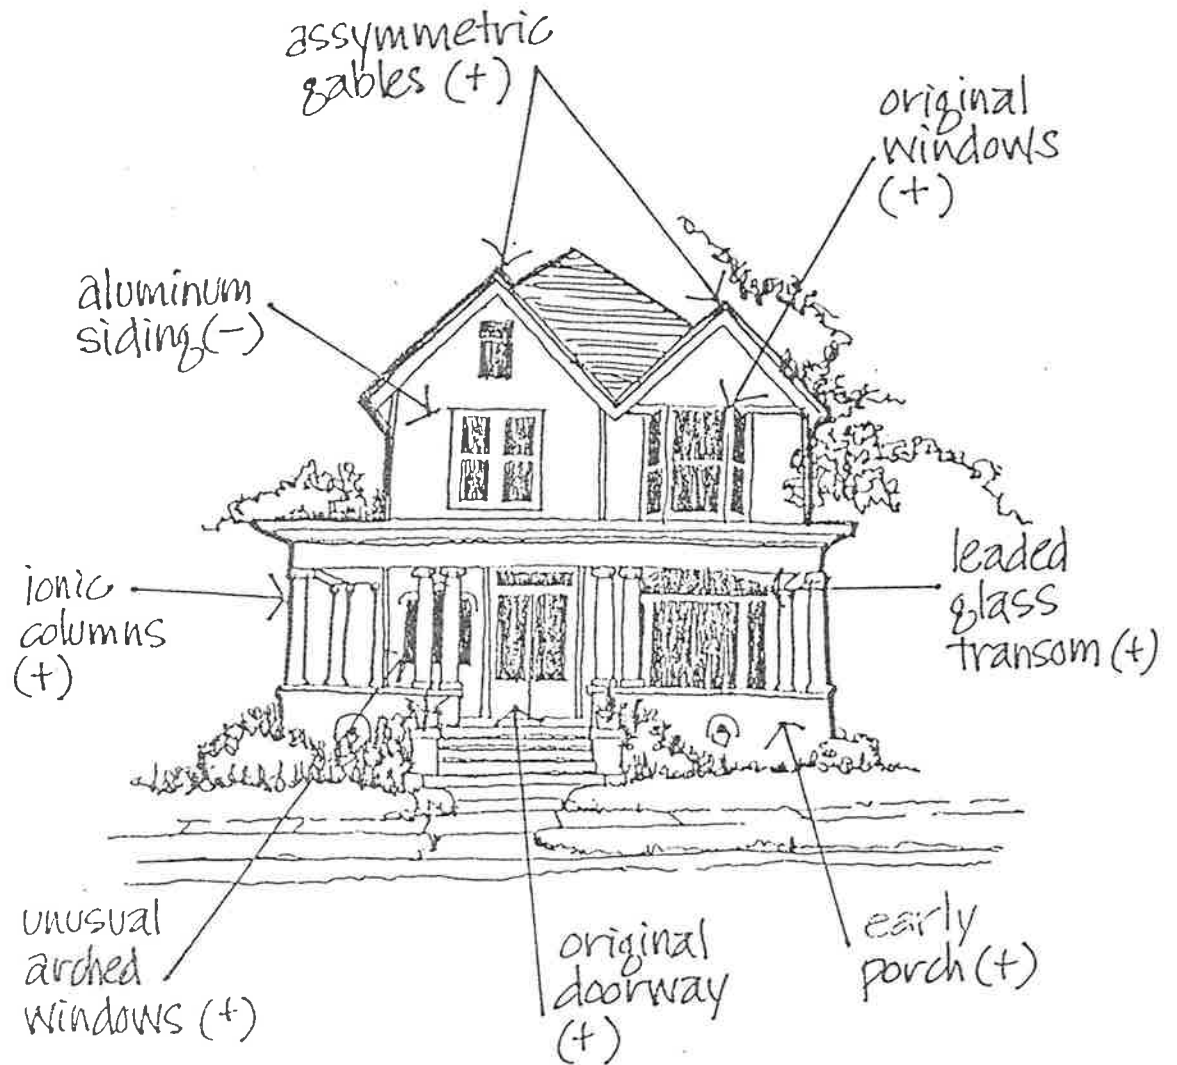 assymmetric
gables (+)
original
windows
(+)
aluminum
siding (-)
ionic
columns
(+)
leaded
glass
transom (+)
unusual
arched
windows (+)
original
doorway
(+)
early
porch (+)